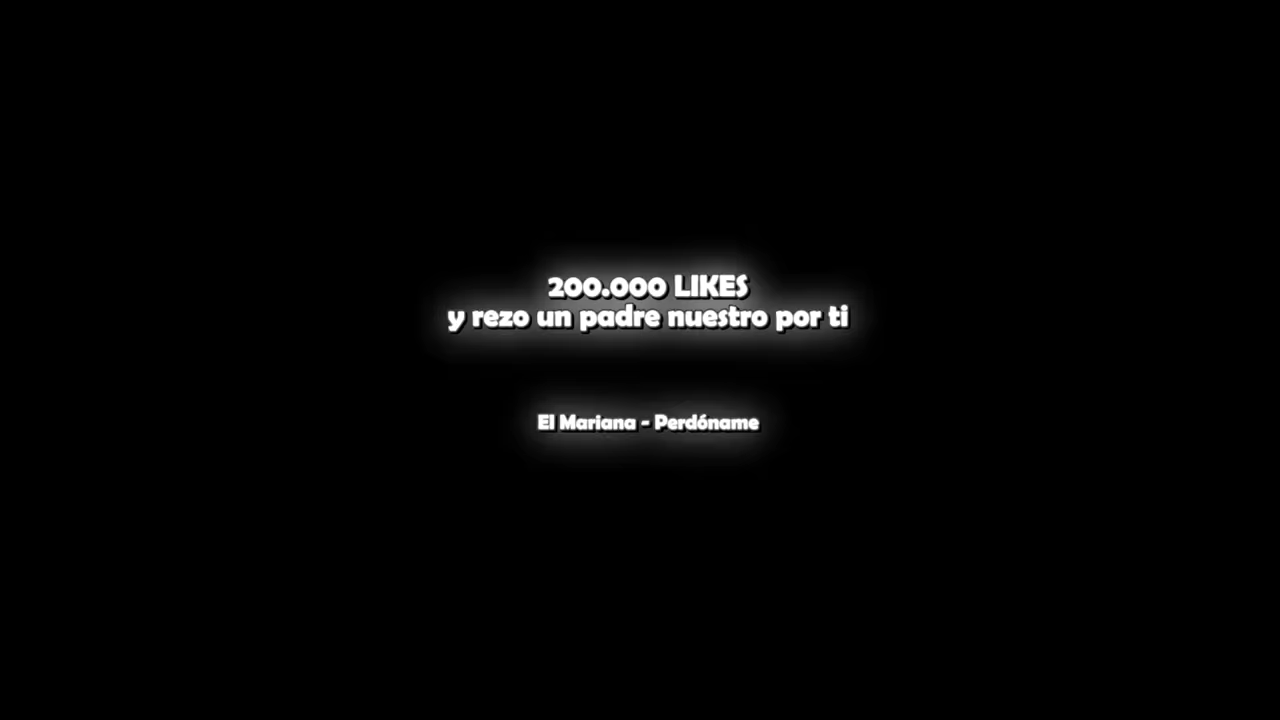 200.000 LIKES
y rezo un padre nuestro por ti
El Mariana - Perdóname